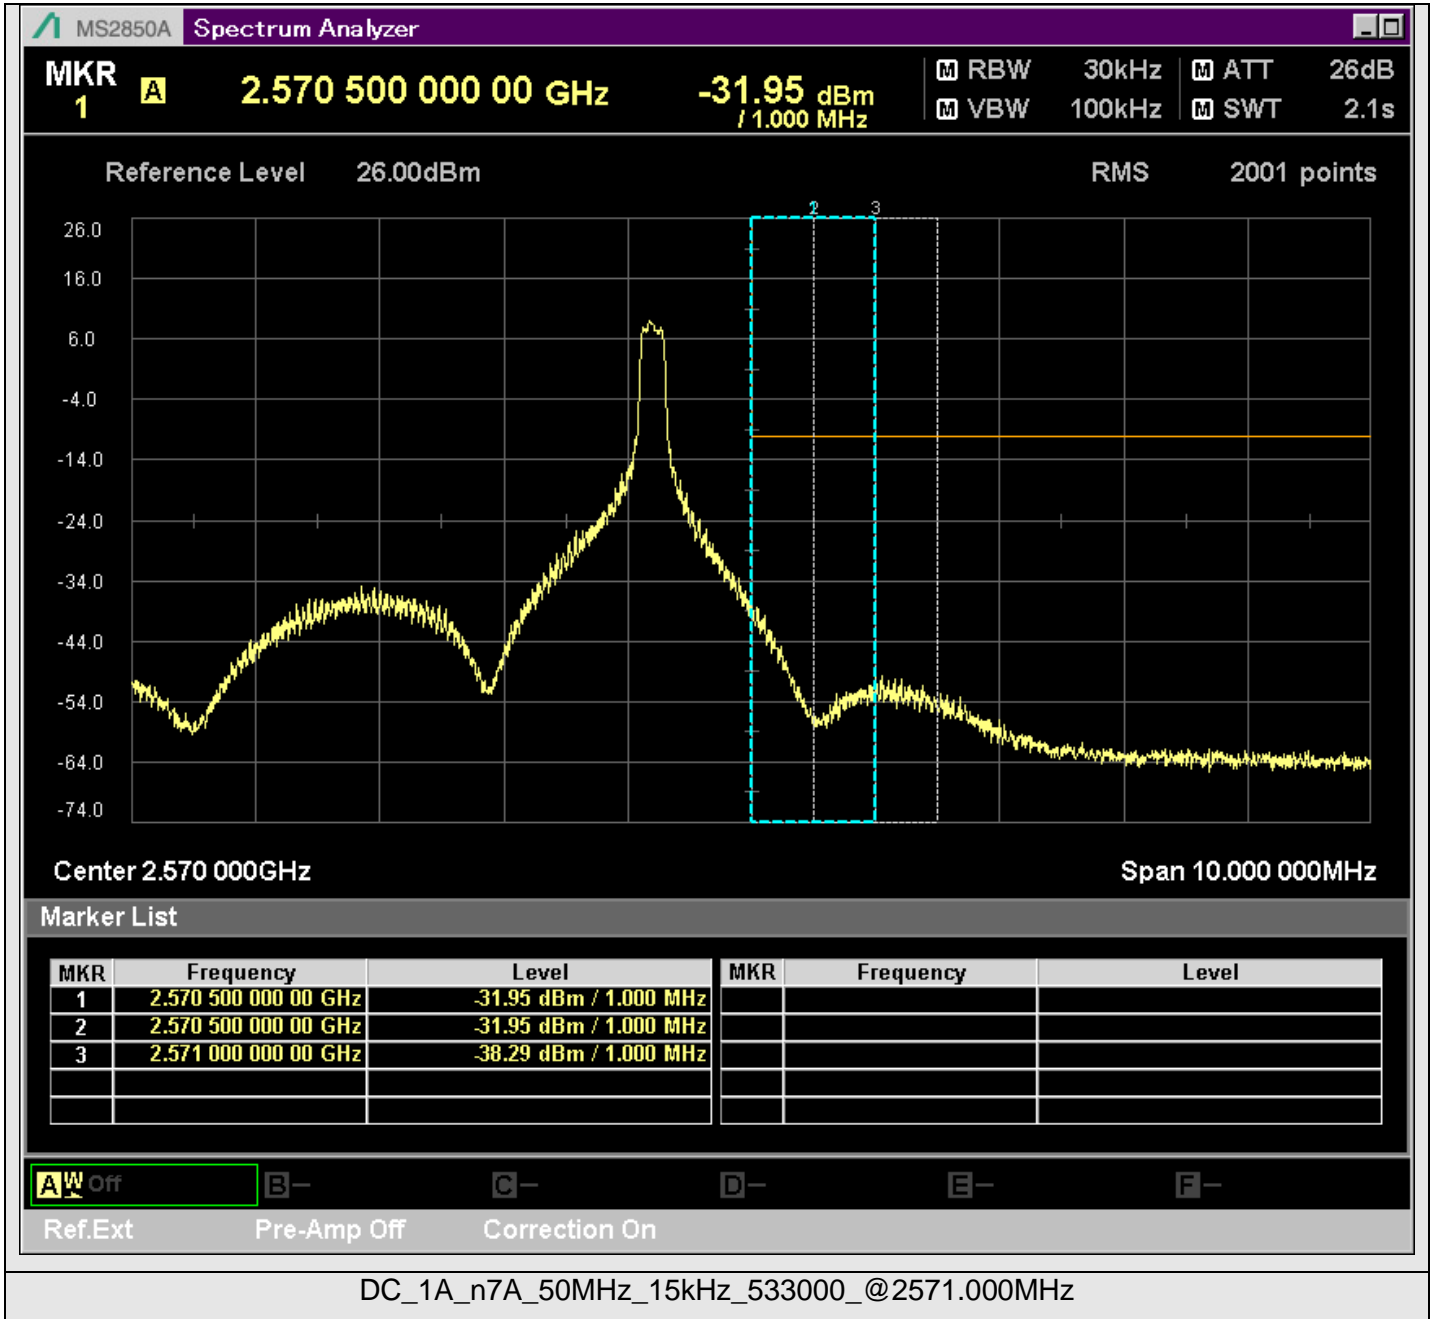 MS2850A Spectrum Analyzer
MKR 1 A 2.570 500 000 00 GHz -31.95 dBm / 1.000 MHz
M RBW 30kHz M ATT 26dB
M VBW 100kHz M SWT 2.1s
Reference Level 26.00dBm RMS 2001 points
2 3
26.0
16.0
6.0
-4.0
-14.0
-24.0
-34.0
-44.0
-54.0
-64.0
-74.0
Center 2.570 000GHz Span 10.000 000MHz
Marker List
MKR Frequency Level MKR Frequency Level
1 2.570 500 000 00 GHz -31.95 dBm / 1.000 MHz
2 2.570 500 000 00 GHz -31.95 dBm / 1.000 MHz
3 2.571 000 000 00 GHz -38.29 dBm / 1.000 MHz
A W Off B − C − D − E − F −
Ref.Ext Pre-Amp Off Correction On
DC_1A_n7A_50MHz_15kHz_533000_@2571.000MHz